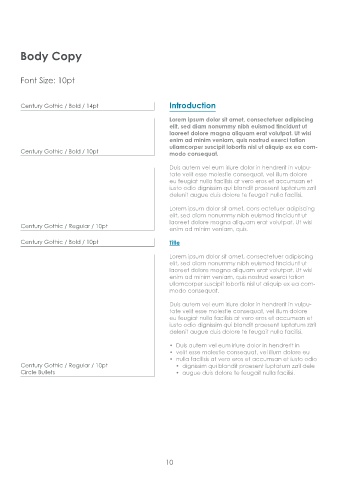 Body Copy
Font Size: 10pt
Century Gothic / Bold / 14pt
Introduction
Century Gothic / Bold / 10pt
Lorem ipsum dolor sit amet, consectetuer adipiscing
elit, sed diam nonummy nibh euismod tincidunt ut
laoreet dolore magna aliquam erat volutpat. Ut wisi
enim ad minim veniam, quis nostrud exerci tation
ullamcorper suscipit lobortis nisl ut aliquip ex ea com-
modo consequat.
Century Gothic / Regular / 10pt
Duis autem vel eum iriure dolor in hendrerit in vulpu-
tate velit esse molestie consequat, vel illum dolore
eu feugiat nulla facilisis at vero eros et accumsan et
iusto odio dignissim qui blandit praesent luptatum zzril
delenit augue duis dolore te feugait nulla facilisi.
Lorem ipsum dolor sit amet, cons ectetuer adipiscing
elit, sed diam nonummy nibh euismod tincidunt ut
laoreet dolore magna aliquam erat volutpat. Ut wisi
enim ad minim veniam, quis.
Century Gothic / Bold / 10pt
Title
Lorem ipsum dolor sit amet, consectetuer adipiscing
elit, sed diam nonummy nibh euismod tincidunt ut
laoreet dolore magna aliquam erat volutpat. Ut wisi
enim ad minim veniam, quis nostrud exerci tation
ullamcorper suscipit lobortis nisl ut aliquip ex ea com-
modo consequat.
Duis autem vel eum iriure dolor in hendrerit in vulpu-
tate velit esse molestie consequat, vel illum dolore
eu feugiat nulla facilisis at vero eros et accumsan et
iusto odio dignissim qui blandit praesent luptatum zzril
delenit augue duis dolore te feugait nulla facilisi.
Century Gothic / Regular / 10pt
Circle Bullets
• Duis autem vel eum iriure dolor in hendrerit in
• velit esse molestie consequat, vel illum dolore eu
• nulla facilisis at vero eros et accumsan et iusto odio
• dignissim qui blandit praesent luptatum zzril dele
• augue duis dolore te feugait nulla facilisi.
10